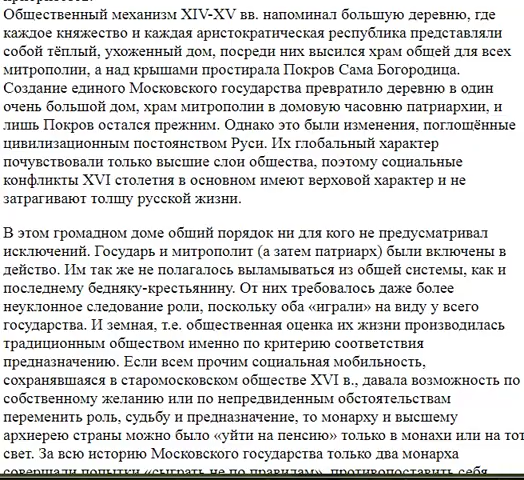 Общественный механизм XIV-XV вв. напоминал большую деревню, где
каждое княжество и каждая аристократическая республика представляли
собой тёплый, ухоженный дом, посреди них высился храм общей для всех
митрополии, а над крышами простирала Покров Сама Богородица.
Создание единого Московского государства превратило деревню в один
очень большой дом, храм митрополии в домовую часовню патриархии, и
лишь Покров остался прежним. Однако это были изменения, поглощённые
цивилизационным постоянством Руси. Их глобальный характер
почувствовали только высшие слои общества, поэтому социальные
конфликты XVI столетия в основном имеют верховой характер и не
затрагивают толщу русской жизни.
В этом громадном доме общий порядок ни для кого не предусматривал
исключений. Государь и митрополит (а затем патриарх) были включены в
действо. Им так же не полагалось выламываться из общей системы, как и
последнему бедняку-крестьянину. От них требовалось даже более
неуклонное следование роли, поскольку оба «играли» на виду у всего
государства. И земная, т.е. общественная оценка их жизни производилась
традиционным обществом именно по критерию соответствия
предназначению. Если всем прочим социальная мобильность,
сохранявшаяся в старомосковском обществе XVI в., давала возможность по
собственному желанию или по непредвиденным обстоятельствам
переменить роль, судьбу и предназначение, то монарху и высшему
архиерею страны можно было «уйти на пенсию» только в монахи или на тот
свет. За всю историю Московского государства только два монарха
совершали попытки «сыграть не по правилам», противопоставить себя